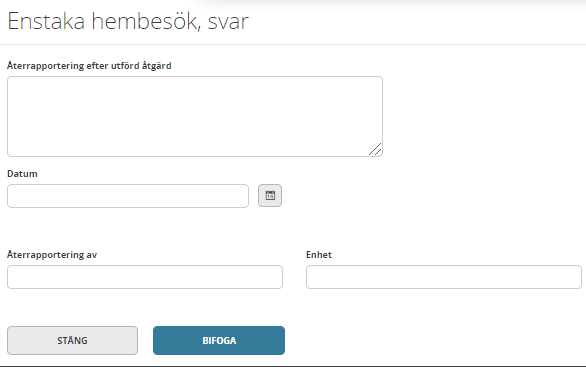 Enstaka hembesök, svar
Återrapportering efter utförd åtgärd
Datum
Återrapportering av
Enhet
STÄNG
BIFOGA